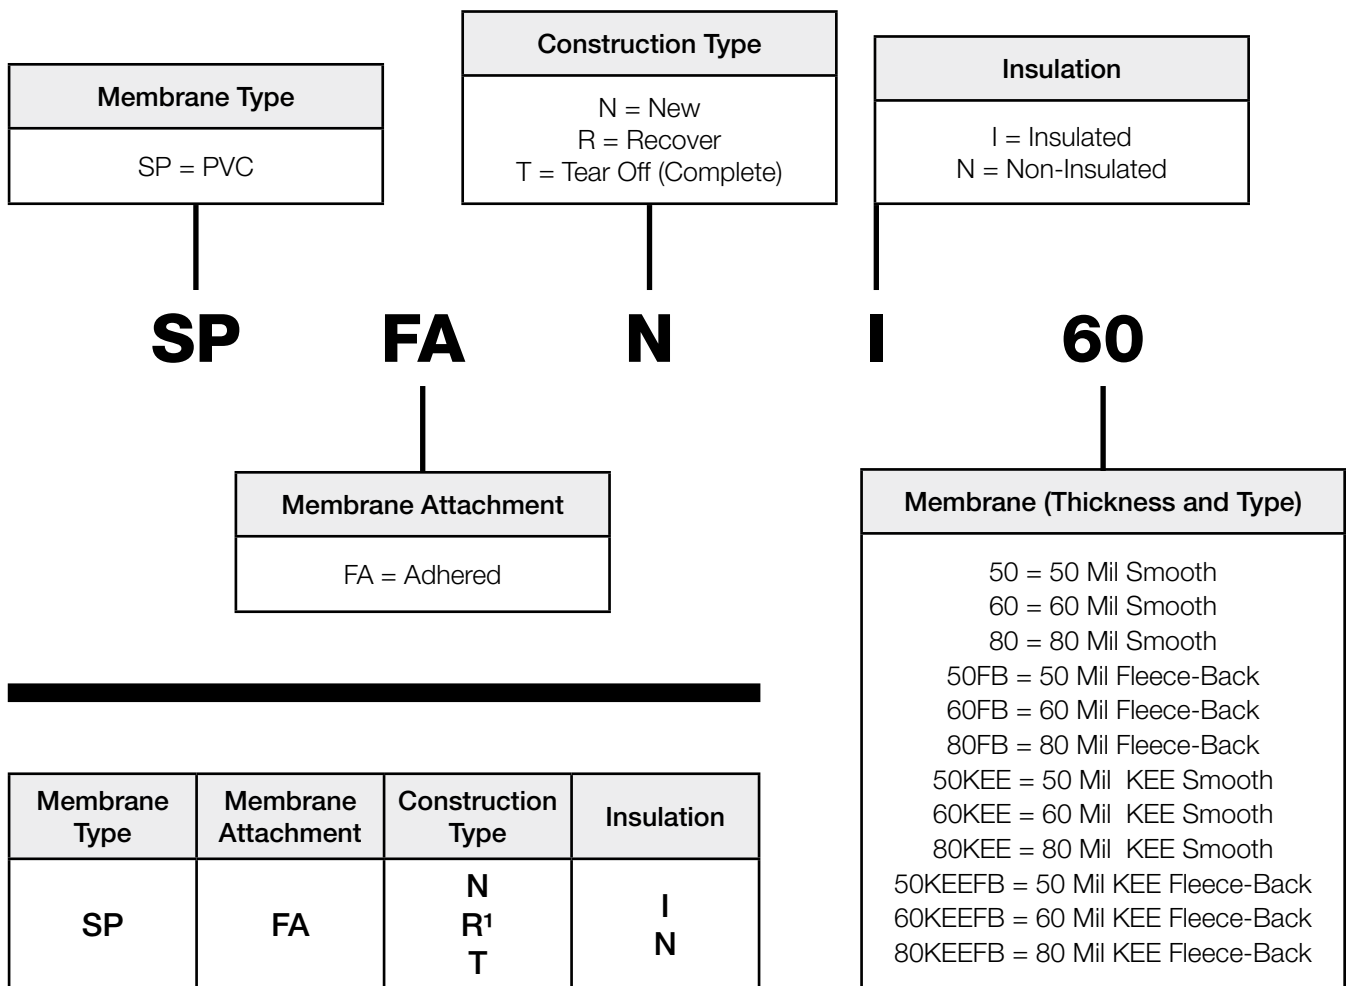 Membrane Type
SP = PVC
Construction Type
N = New
R = Recover
T = Tear Off (Complete)
Insulation
I = Insulated
N = Non-Insulated
SP FA N I 60
Membrane Attachment
FA = Adhered
Membrane (Thickness and Type)
50 = 50 Mil Smooth
60 = 60 Mil Smooth
80 = 80 Mil Smooth
50FB = 50 Mil Fleece-Back
60FB = 60 Mil Fleece-Back
80FB = 80 Mil Fleece-Back
50KEE = 50 Mil KEE Smooth
60KEE = 60 Mil KEE Smooth
80KEE = 80 Mil KEE Smooth
50KEEFB = 50 Mil KEE Fleece-Back
60KEEFB = 60 Mil KEE Fleece-Back
80KEEFB = 80 Mil KEE Fleece-Back
Membrane
Type
Membrane
Attachment
Construction
Type
Insulation
SP
FA
N
R¹
T
I
N